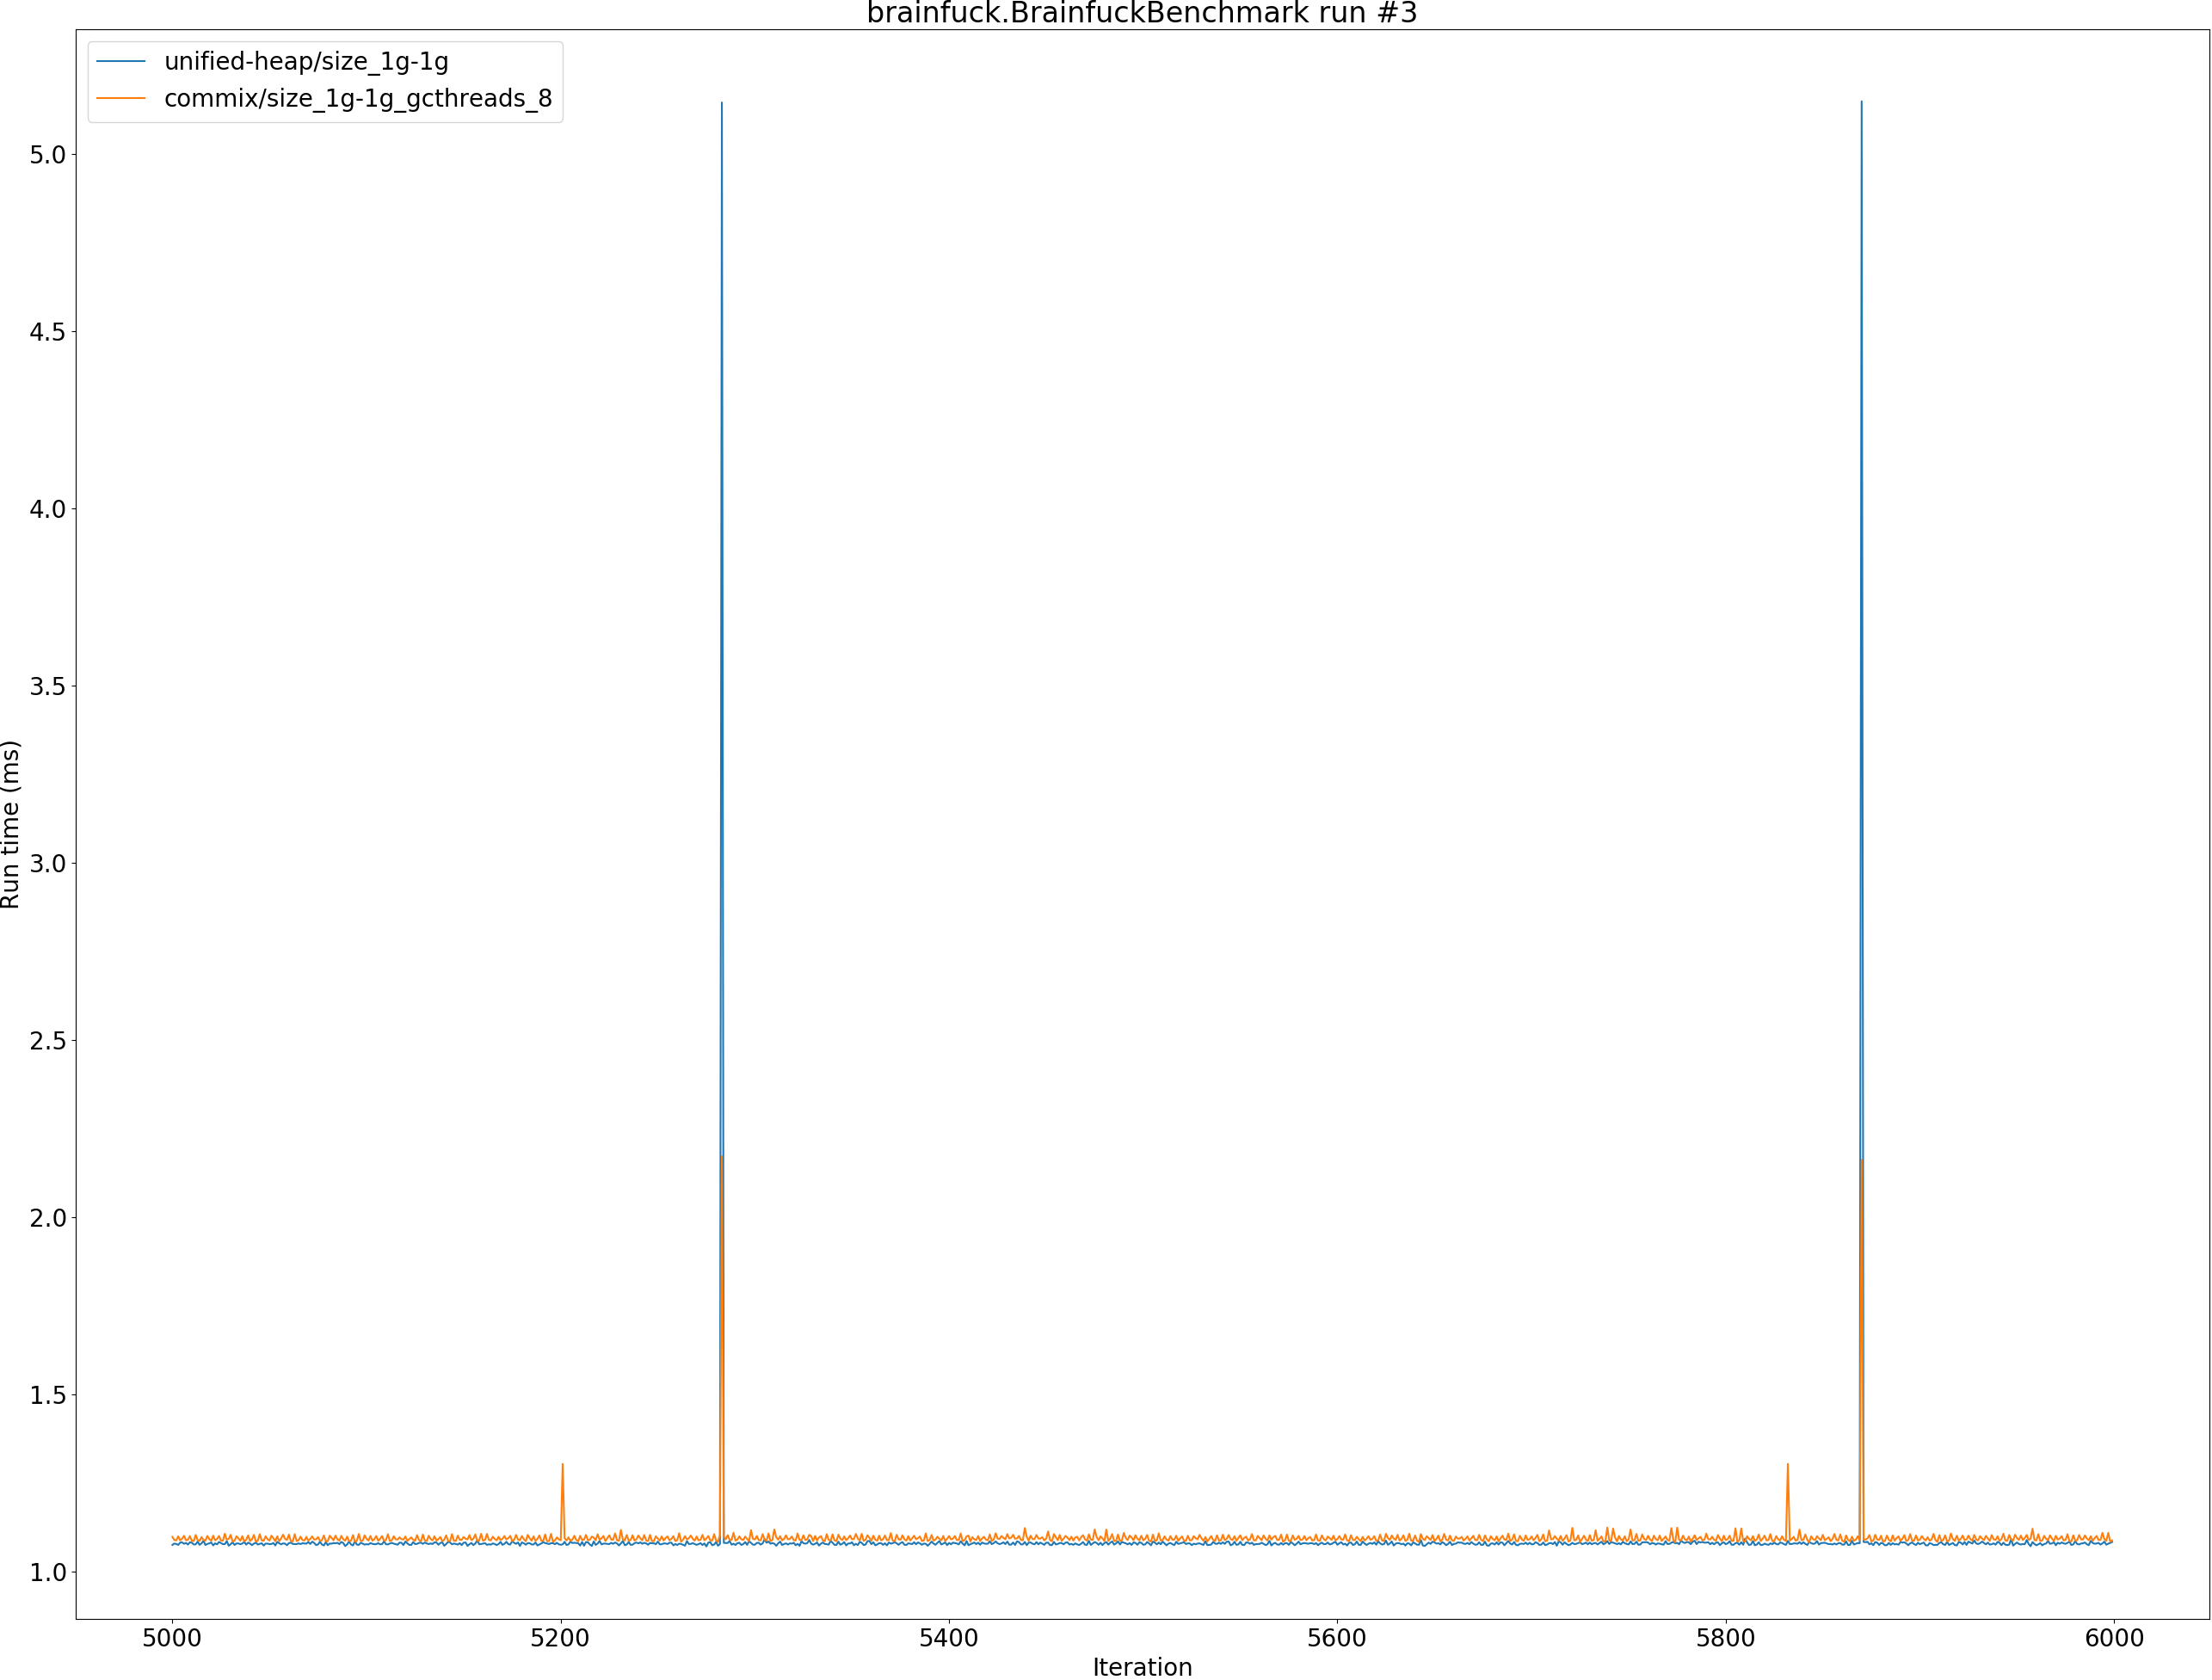 brainfuck.BrainfuckBenchmark run #3
unified-heap/size_1g-1g
commix/size_1g-1g_gcthreads_8
5.0
4.5
4.0
3.5
3.0
2.5
2.0
1.5
1.0
Run time (ms)
5000 5200 5400 5600 5800 6000
Iteration